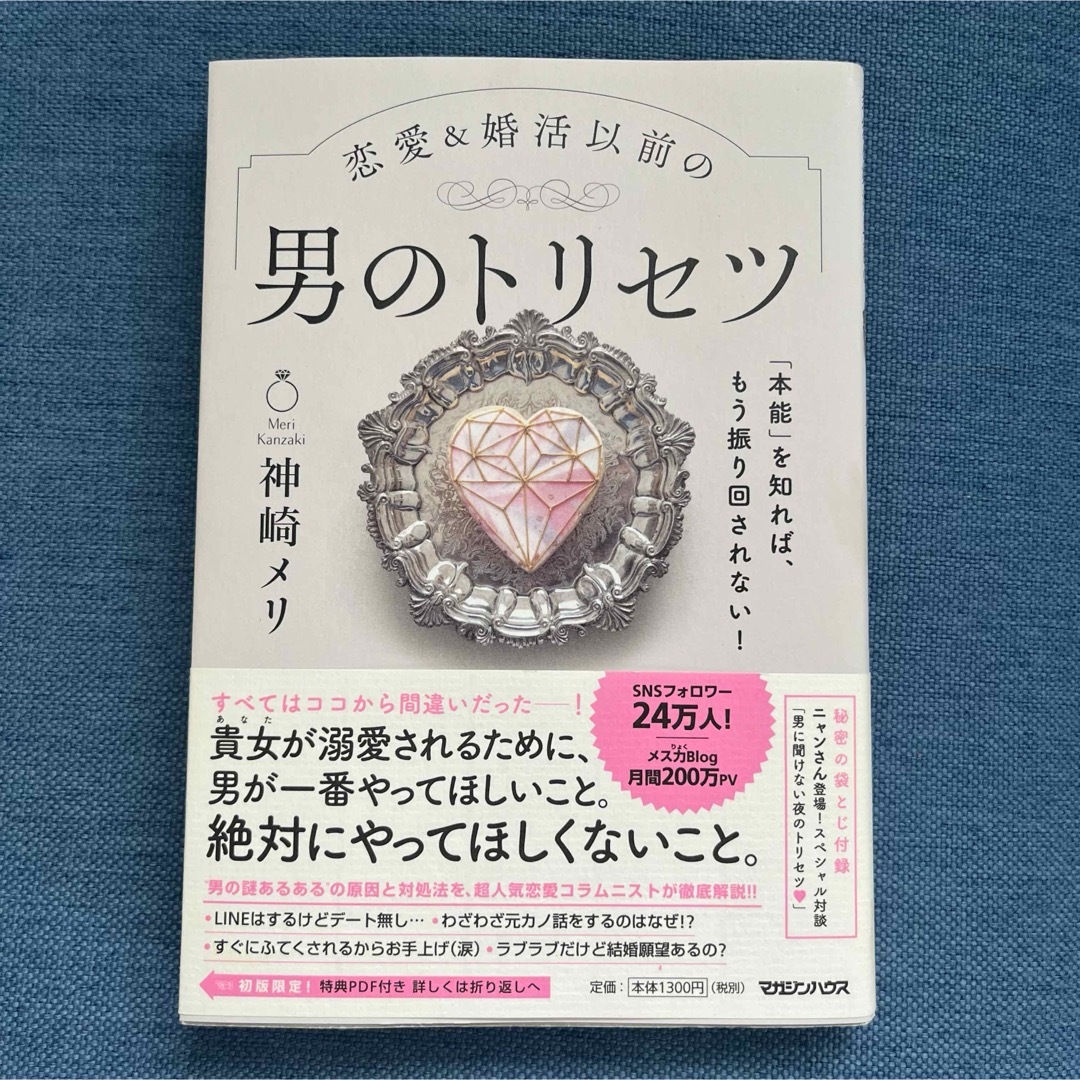 恋愛&婚活以前の
男のトリセツ
「本能」を知れば、
もう振り回されない!
Meri
Kanzaki
神崎メリ
すべてはココから間違いだった──!
あなた
貴女が溺愛されるために、
男が一番やってほしいこと。
絶対にやってほしくないこと。
SNSフォロワー
24万人!
りょく
メス力Blog
月間200万PV
秘密の袋とじ付録
ニャンさん登場!スペシャル対談
「男に聞けない夜のトリセツ♥」
"男の謎あるある"の原因と対処法を、超人気恋愛コラムニストが徹底解説!!
•LINEはするけどデート無し… •わざわざ元カノ話をするのはなぜ!?
•すぐにふてくされるからお手上げ(涙) •ラブラブだけど結婚願望あるの?
初版限定! 特典PDF付き 詳しくは折り返しへ
定価:本体1300円(税別) マガジンハウス